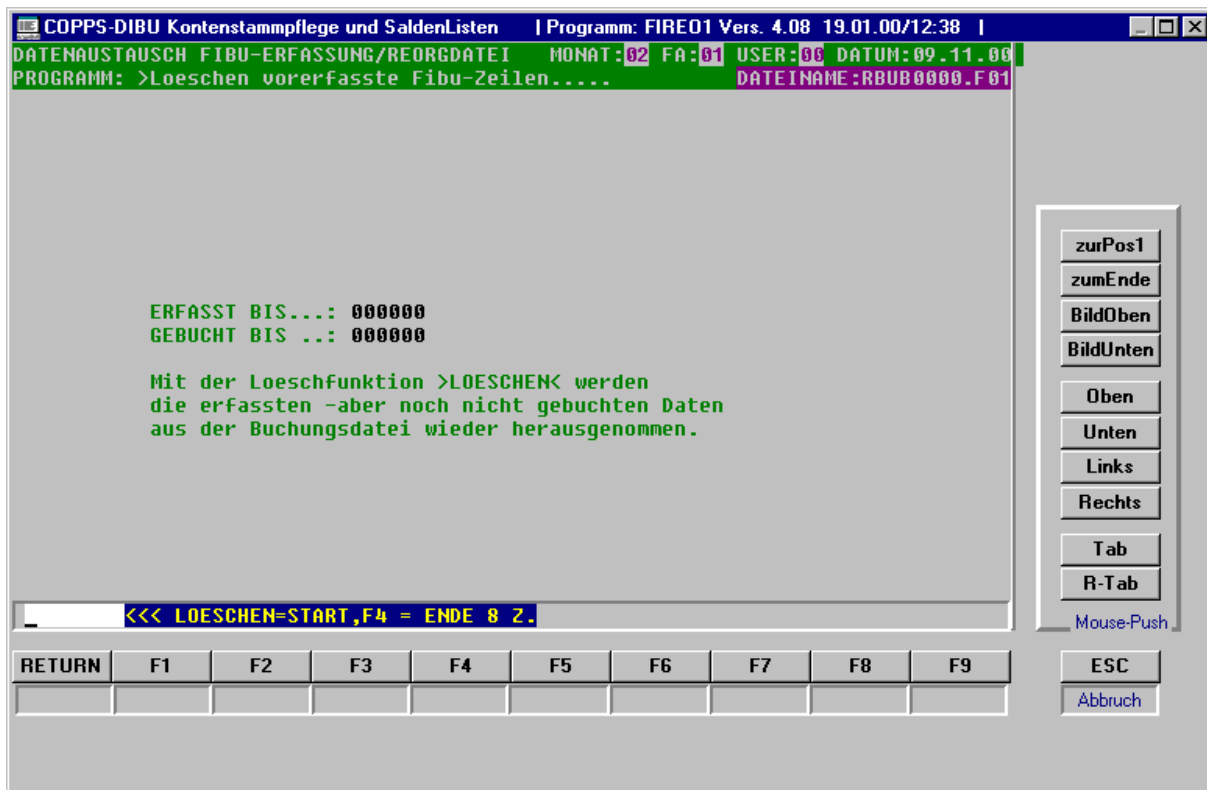 COPPS-DIBU Kontenstammpflege und SaldenListen | Programm: FIREO1 Vers. 4.08 19.01.00/12:38 |
DATENAUSTAUSCH FIBU-ERFASSUNG/REORGDATEI MONAT:02 FA:01 USER:00 DATUM:09.11.00
PROGRAMM: >Loeschen vorerfasste Fibu-Zeilen..... DATEINAME:RBUB0000.F01
ERFASST BIS...: 000000
GEBUCHT BIS ..: 000000
Mit der Loeschfunktion >LOESCHEN< werden
die erfassten -aber noch nicht gebuchten Daten
aus der Buchungsdatei wieder herausgenommen.
<<< LOESCHEN=START,F4 = ENDE 8 Z.
RETURN F1 F2 F3 F4 F5 F6 F7 F8 F9
zurPos1
zumEnde
BildOben
BildUnten
Oben
Unten
Links
Rechts
Tab
R-Tab
Mouse-Push
ESC
Abbruch